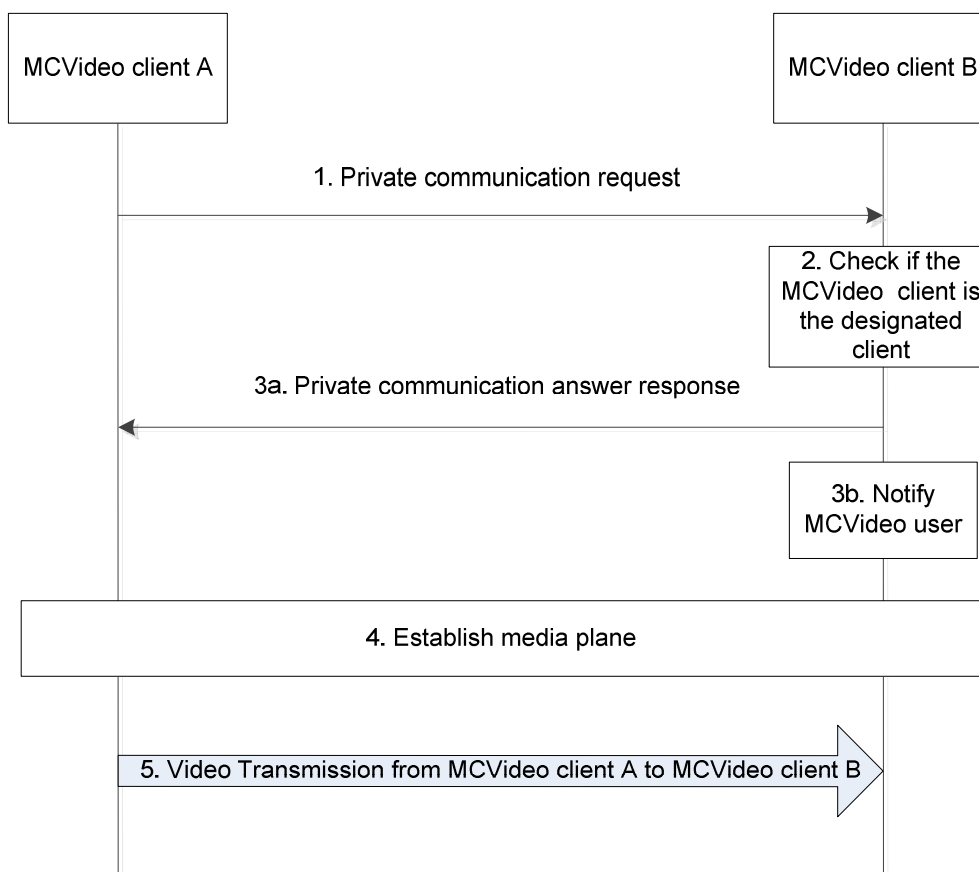 MCVideo client A
MCVideo client B
1. Private communication request
2. Check if the
MCVideo client is
the designated
client
3a. Private communication answer response
3b. Notify
MCVideo user
4. Establish media plane
5. Video Transmission from MCVideo client A to MCVideo client B